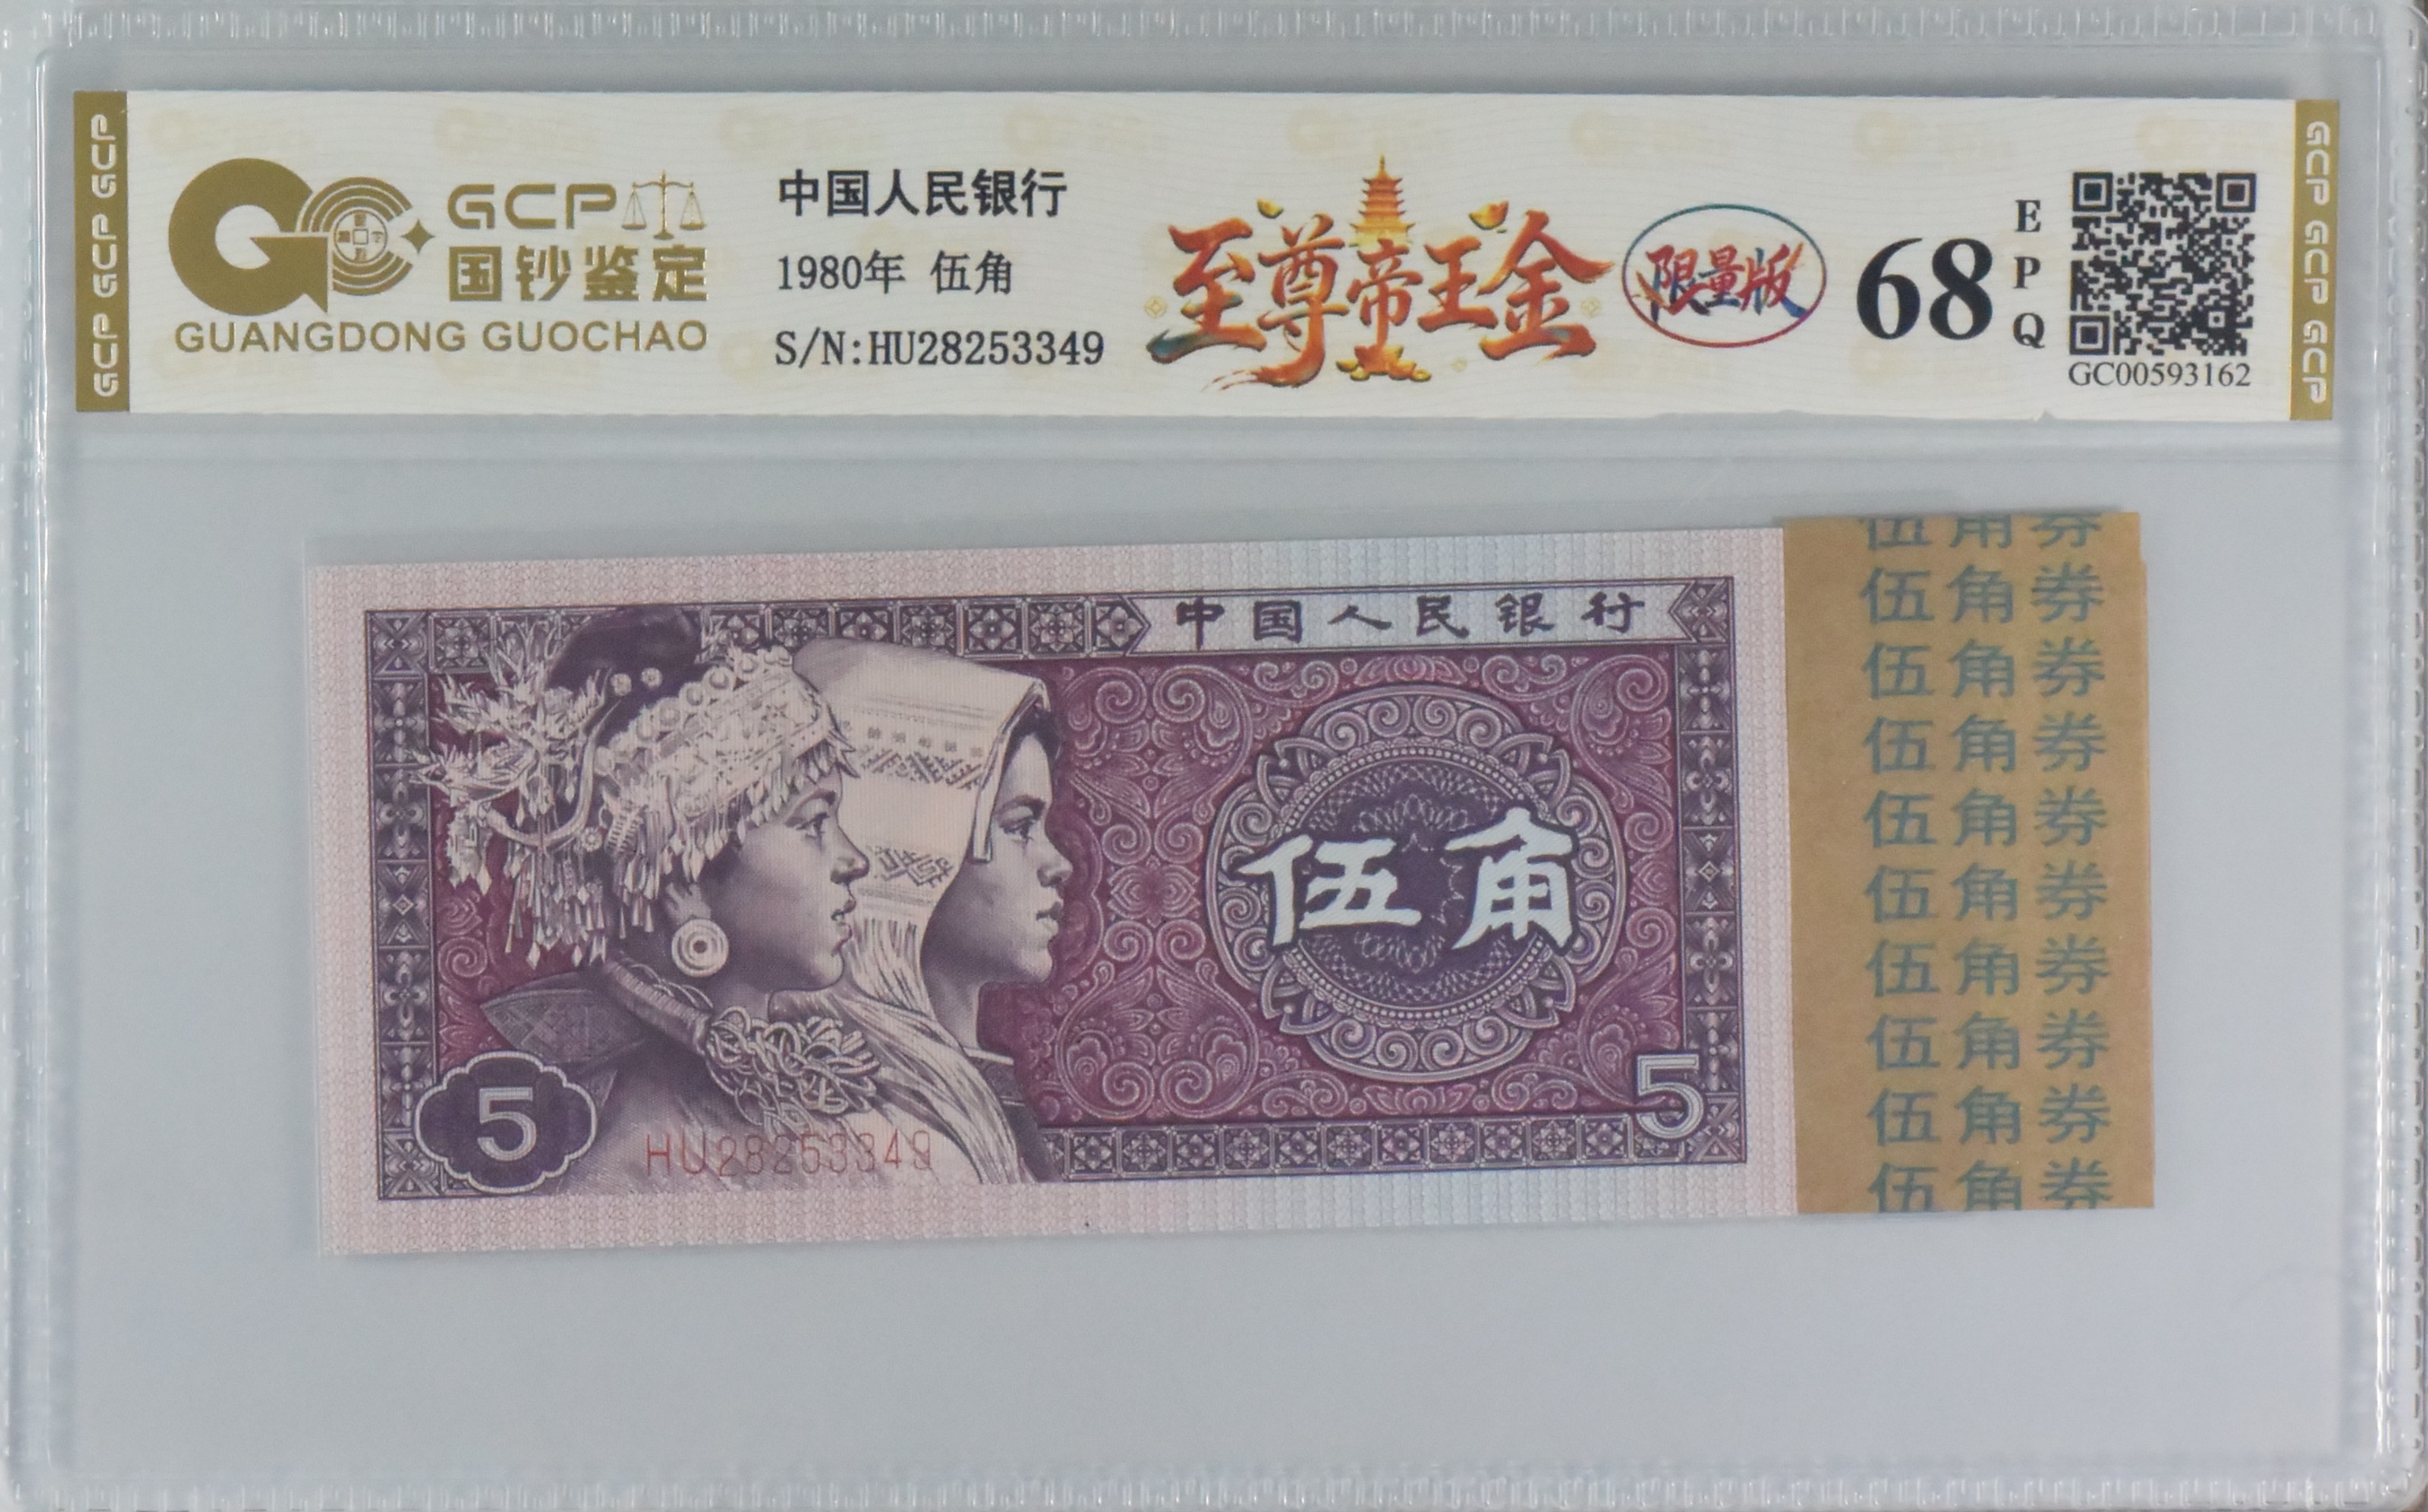 GCP GCP GCP
GCP
国钞鉴定
GUANGDONG GUOCHAO
中国人民银行
1980年 伍角
S/N:HU28253349
至尊帝王金
限量版
68
E
P
Q
GC00593162
GCP GCP GCP
中国人民银行
伍角
5
5
HU28253349
伍角券
伍角券
伍角券
伍角券
伍角券
伍角券
伍角券
伍角券
伍角券
伍角券